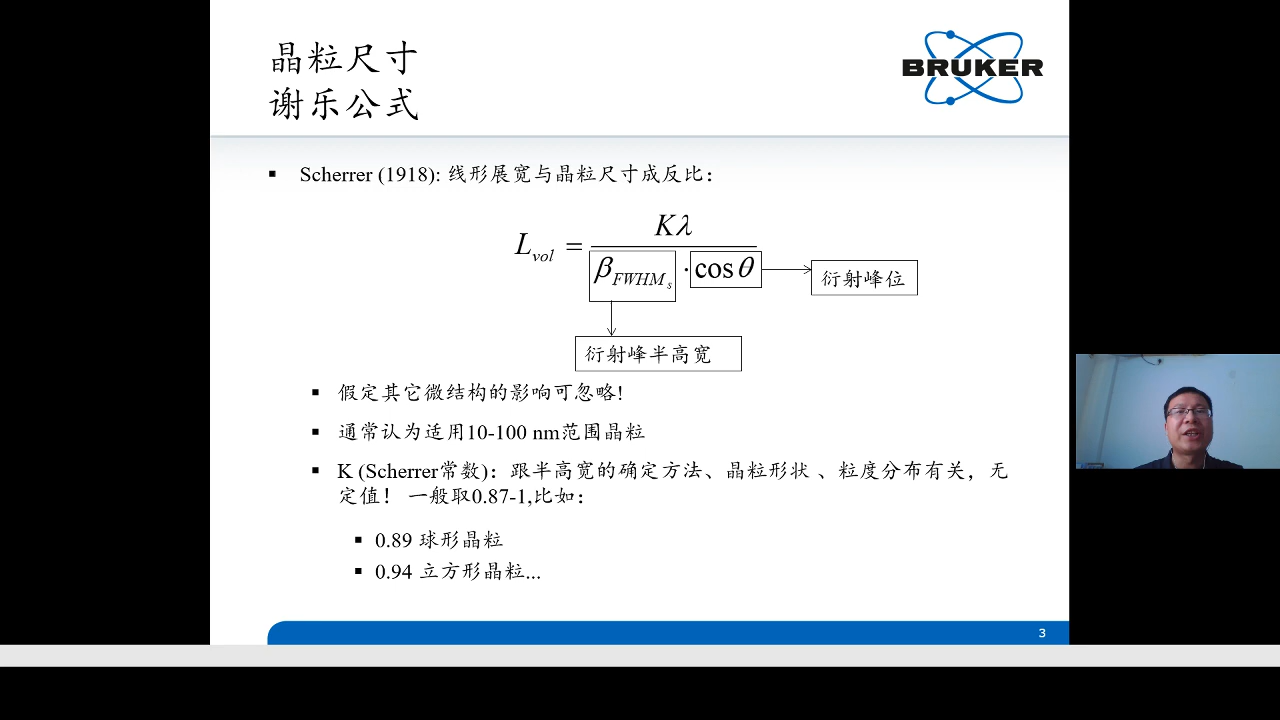 晶粒尺寸
谢乐公式
BRUKER
▪ Scherrer (1918): 线形展宽与晶粒尺寸成反比：
L_vol = Kλ / (β_FWHM_s · cosθ)
衍射峰位
衍射峰半高宽
▪ 假定其它微结构的影响可忽略!
▪ 通常认为适用10-100 nm范围晶粒
▪ K (Scherrer常数)：跟半高宽的确定方法、晶粒形状 、粒度分布有关，无
定值！ 一般取0.87-1,比如：
▪ 0.89 球形晶粒
▪ 0.94 立方形晶粒...
3